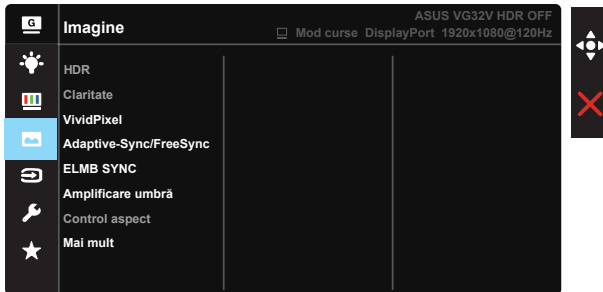 G
Imagine
ASUS VG32V HDR OFF
Mod curse DisplayPort 1920x1080@120Hz
HDR
Claritate
VividPixel
Adaptive-Sync/FreeSync
ELMB SYNC
Amplificare umbră
Control aspect
Mai mult